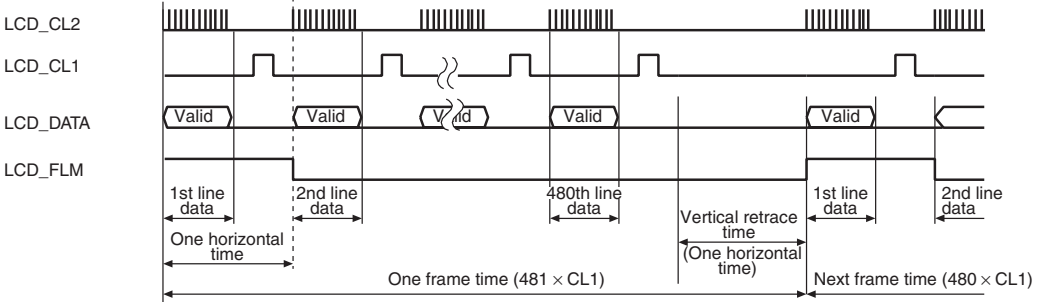 LCD_CL2
LCD_CL1
LCD_DATA
Valid
Valid
Valid
Valid
Valid
LCD_FLM
1st line
data
2nd line
data
480th line
data
1st line
data
2nd line
data
Vertical retrace
time
(One horizontal
time)
One horizontal
time
One frame time (481 × CL1)
Next frame time (480 × CL1)